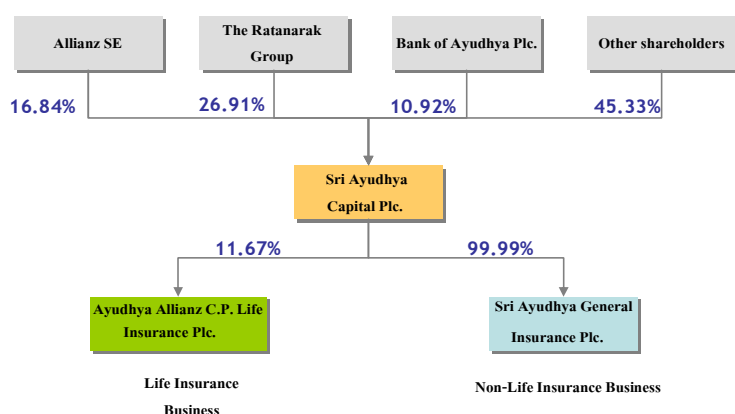 Allianz SE
The Ratanarak
Group
Bank of Ayudhya Plc.
Other shareholders
16.84%
26.91%
10.92%
45.33%
Sri Ayudhya
Capital Plc.
11.67%
99.99%
Ayudhya Allianz C.P. Life
Insurance Plc.
Sri Ayudhya General
Insurance Plc.
Life Insurance
Business
Non-Life Insurance Business